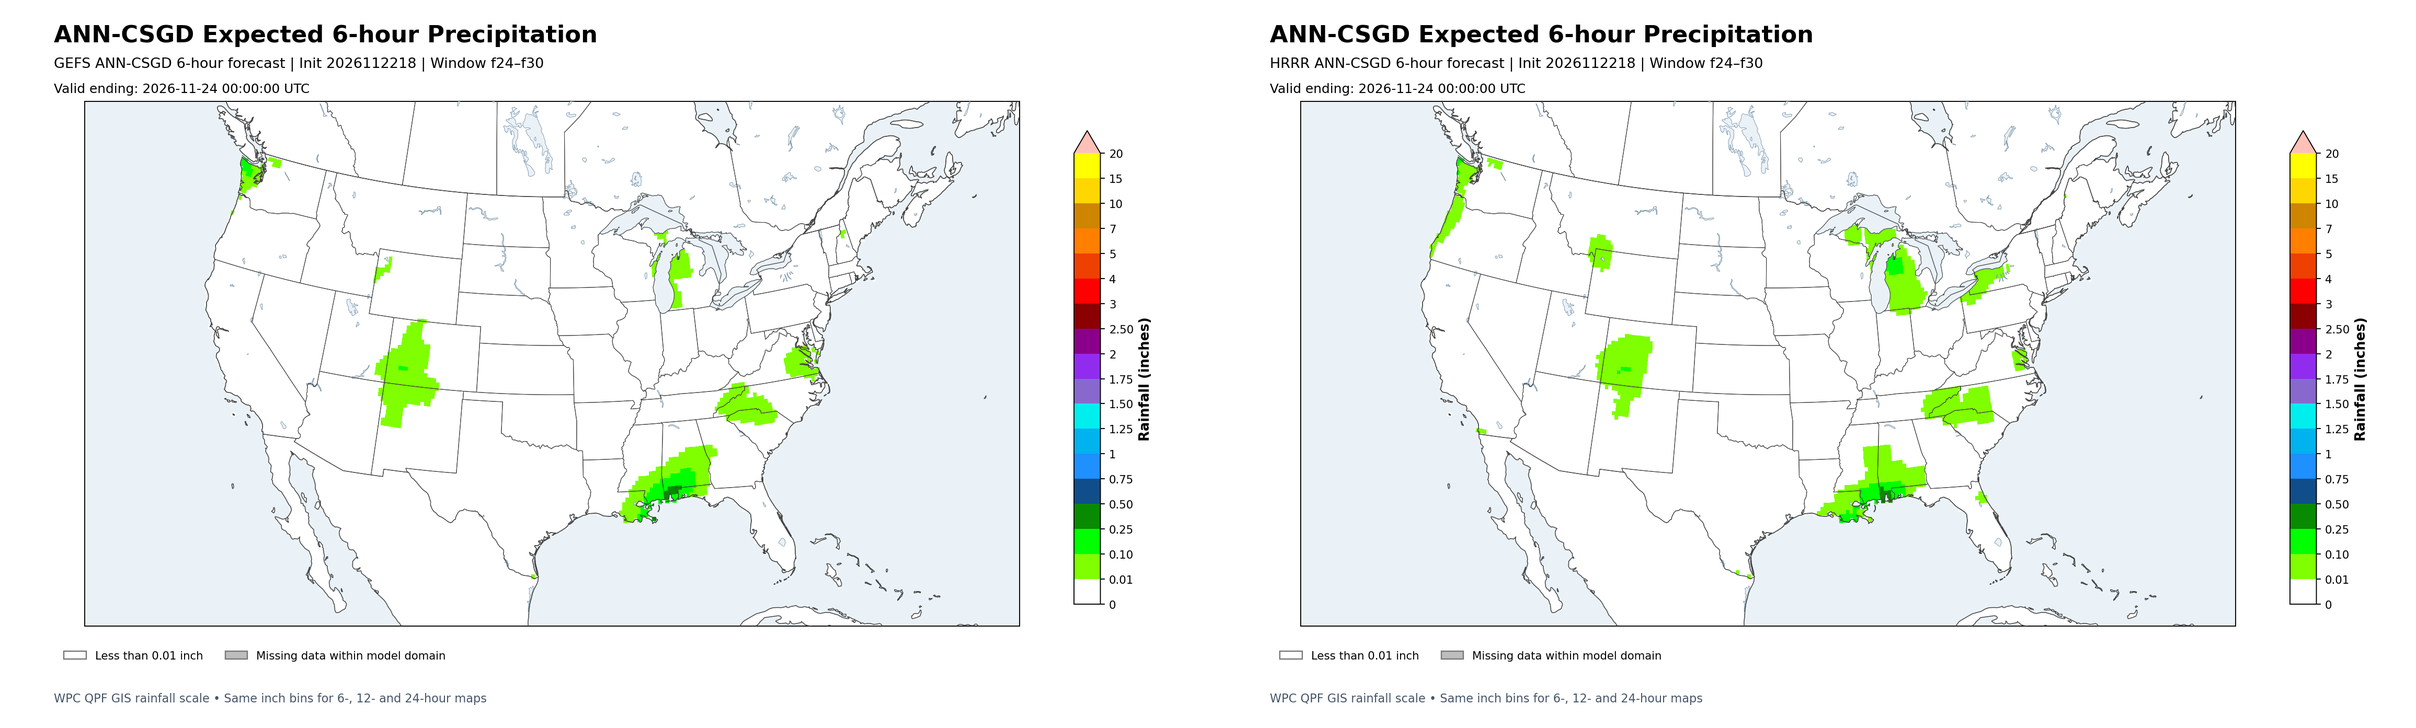 ANN-CSGD Expected 6-hour Precipitation
GEFS ANN-CSGD 6-hour forecast | Init 2026112218 | Window f24–f30
Valid ending: 2026-11-24 00:00:00 UTC
20
15
10
7
5
4
3
2.50
2
1.75
1.50
1.25
1
0.75
0.50
0.25
0.10
0.01
0
Rainfall (inches)
Less than 0.01 inch
Missing data within model domain
WPC QPF GIS rainfall scale • Same inch bins for 6-, 12- and 24-hour maps
ANN-CSGD Expected 6-hour Precipitation
HRRR ANN-CSGD 6-hour forecast | Init 2026112218 | Window f24–f30
Valid ending: 2026-11-24 00:00:00 UTC
20
15
10
7
5
4
3
2.50
2
1.75
1.50
1.25
1
0.75
0.50
0.25
0.10
0.01
0
Rainfall (inches)
Less than 0.01 inch
Missing data within model domain
WPC QPF GIS rainfall scale • Same inch bins for 6-, 12- and 24-hour maps